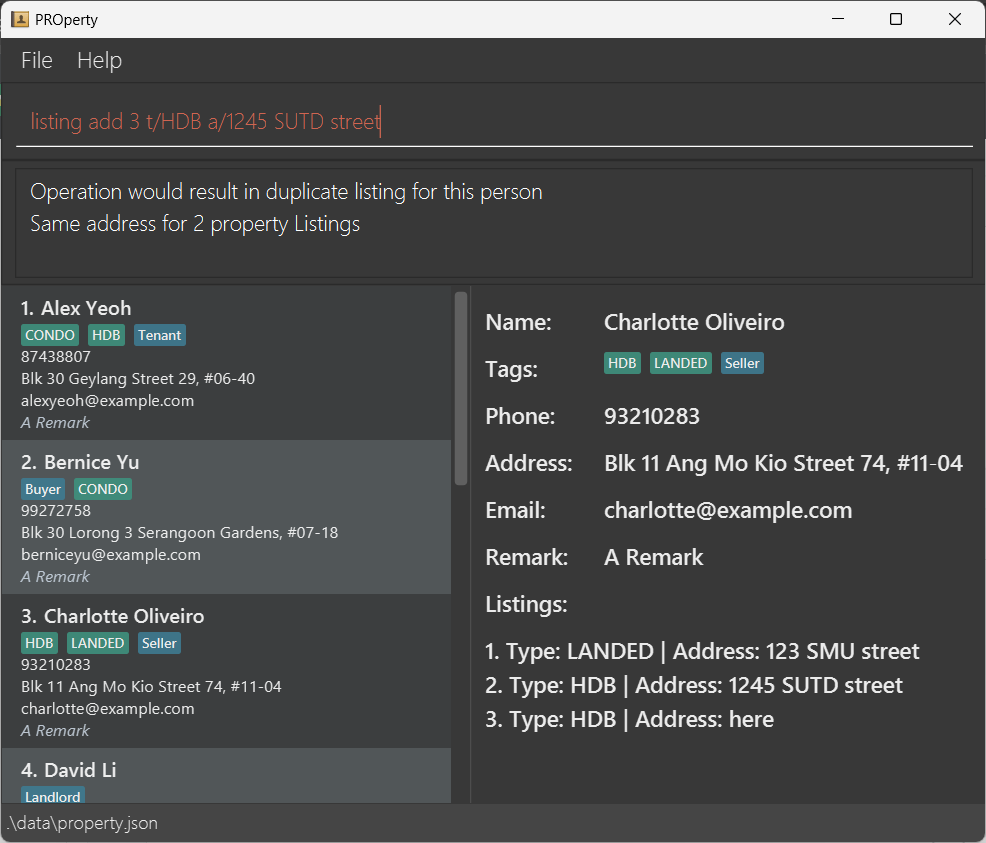 PROperty
File Help
listing add 3 t/HDB a/1245 SUTD street
Operation would result in duplicate listing for this person
Same address for 2 property Listings
1. Alex Yeoh
CONDO HDB Tenant
87438807
Blk 30 Geylang Street 29, #06-40
alexyeoh@example.com
A Remark
2. Bernice Yu
Buyer CONDO
99272758
Blk 30 Lorong 3 Serangoon Gardens, #07-18
berniceyu@example.com
A Remark
3. Charlotte Oliveiro
HDB LANDED Seller
93210283
Blk 11 Ang Mo Kio Street 74, #11-04
charlotte@example.com
A Remark
4. David Li
Landlord
Name: Charlotte Oliveiro
Tags: HDB LANDED Seller
Phone: 93210283
Address: Blk 11 Ang Mo Kio Street 74, #11-04
Email: charlotte@example.com
Remark: A Remark
Listings:
1. Type: LANDED | Address: 123 SMU street
2. Type: HDB | Address: 1245 SUTD street
3. Type: HDB | Address: here
.\data\property.json